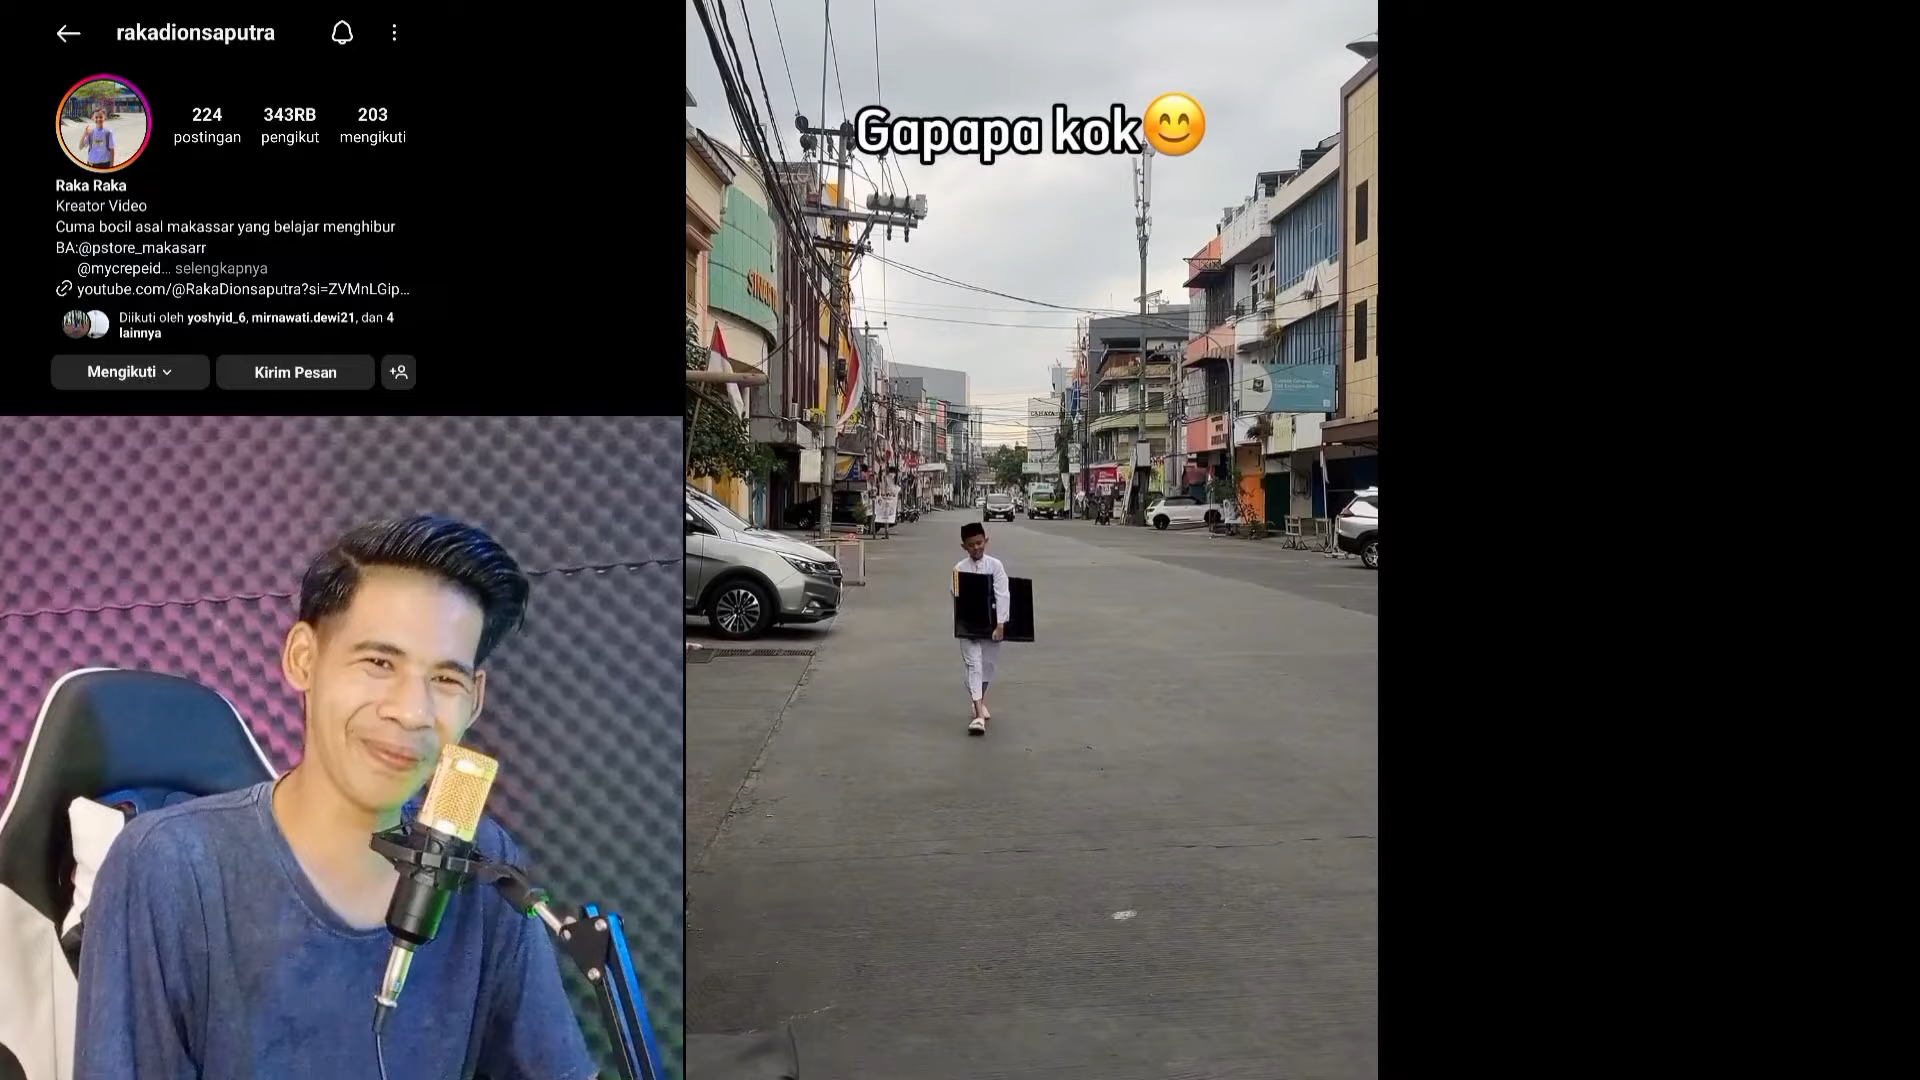 rakadionsaputra
224
343RB
203
postingan
pengikut
mengikuti
Raka Raka
Kreator Video
Cuma bocil asal makassar yang belajar menghibur
BA:@pstore_makasarr
@mycrepeid... selengkapnya
youtube.com/@RakaDionsaputra?si=ZVMnLGip...
Diikuti oleh yoshyid_6, mirnawati.dewi21, dan 4
lainnya
Mengikuti
Kirim Pesan
Gapapa kok😊
CAHAYA